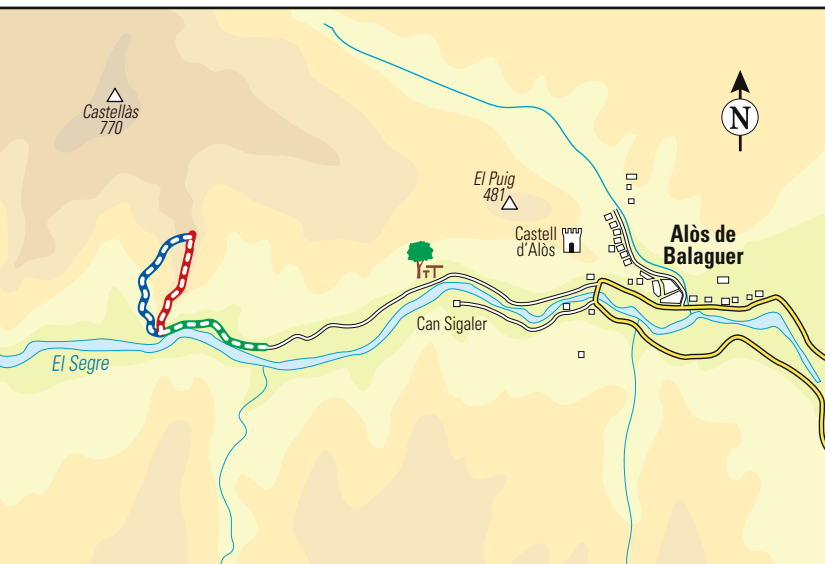 Castellàs
770
El Puig
481
N
Castell
d'Alòs
Alòs de
Balaguer
Can Sigaler
El Segre